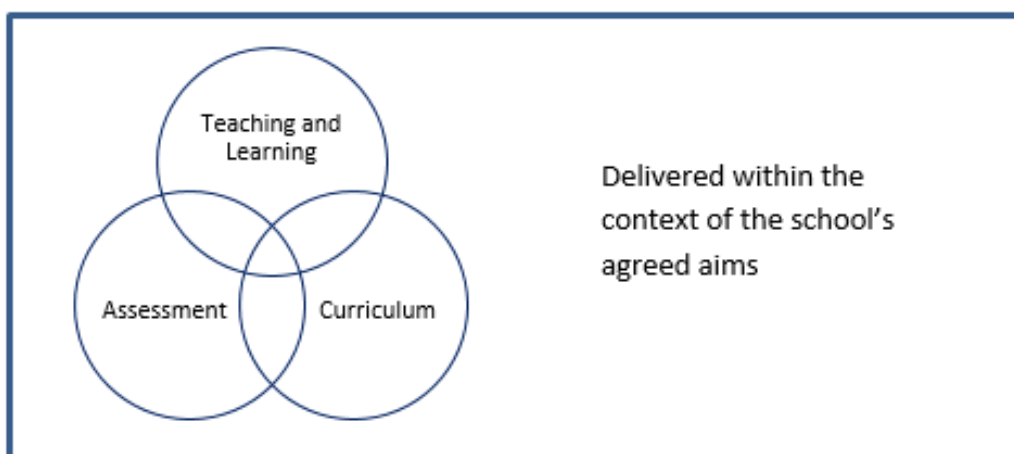 Teaching and
Learning
Assessment
Curriculum
Delivered within the
context of the school’s
agreed aims